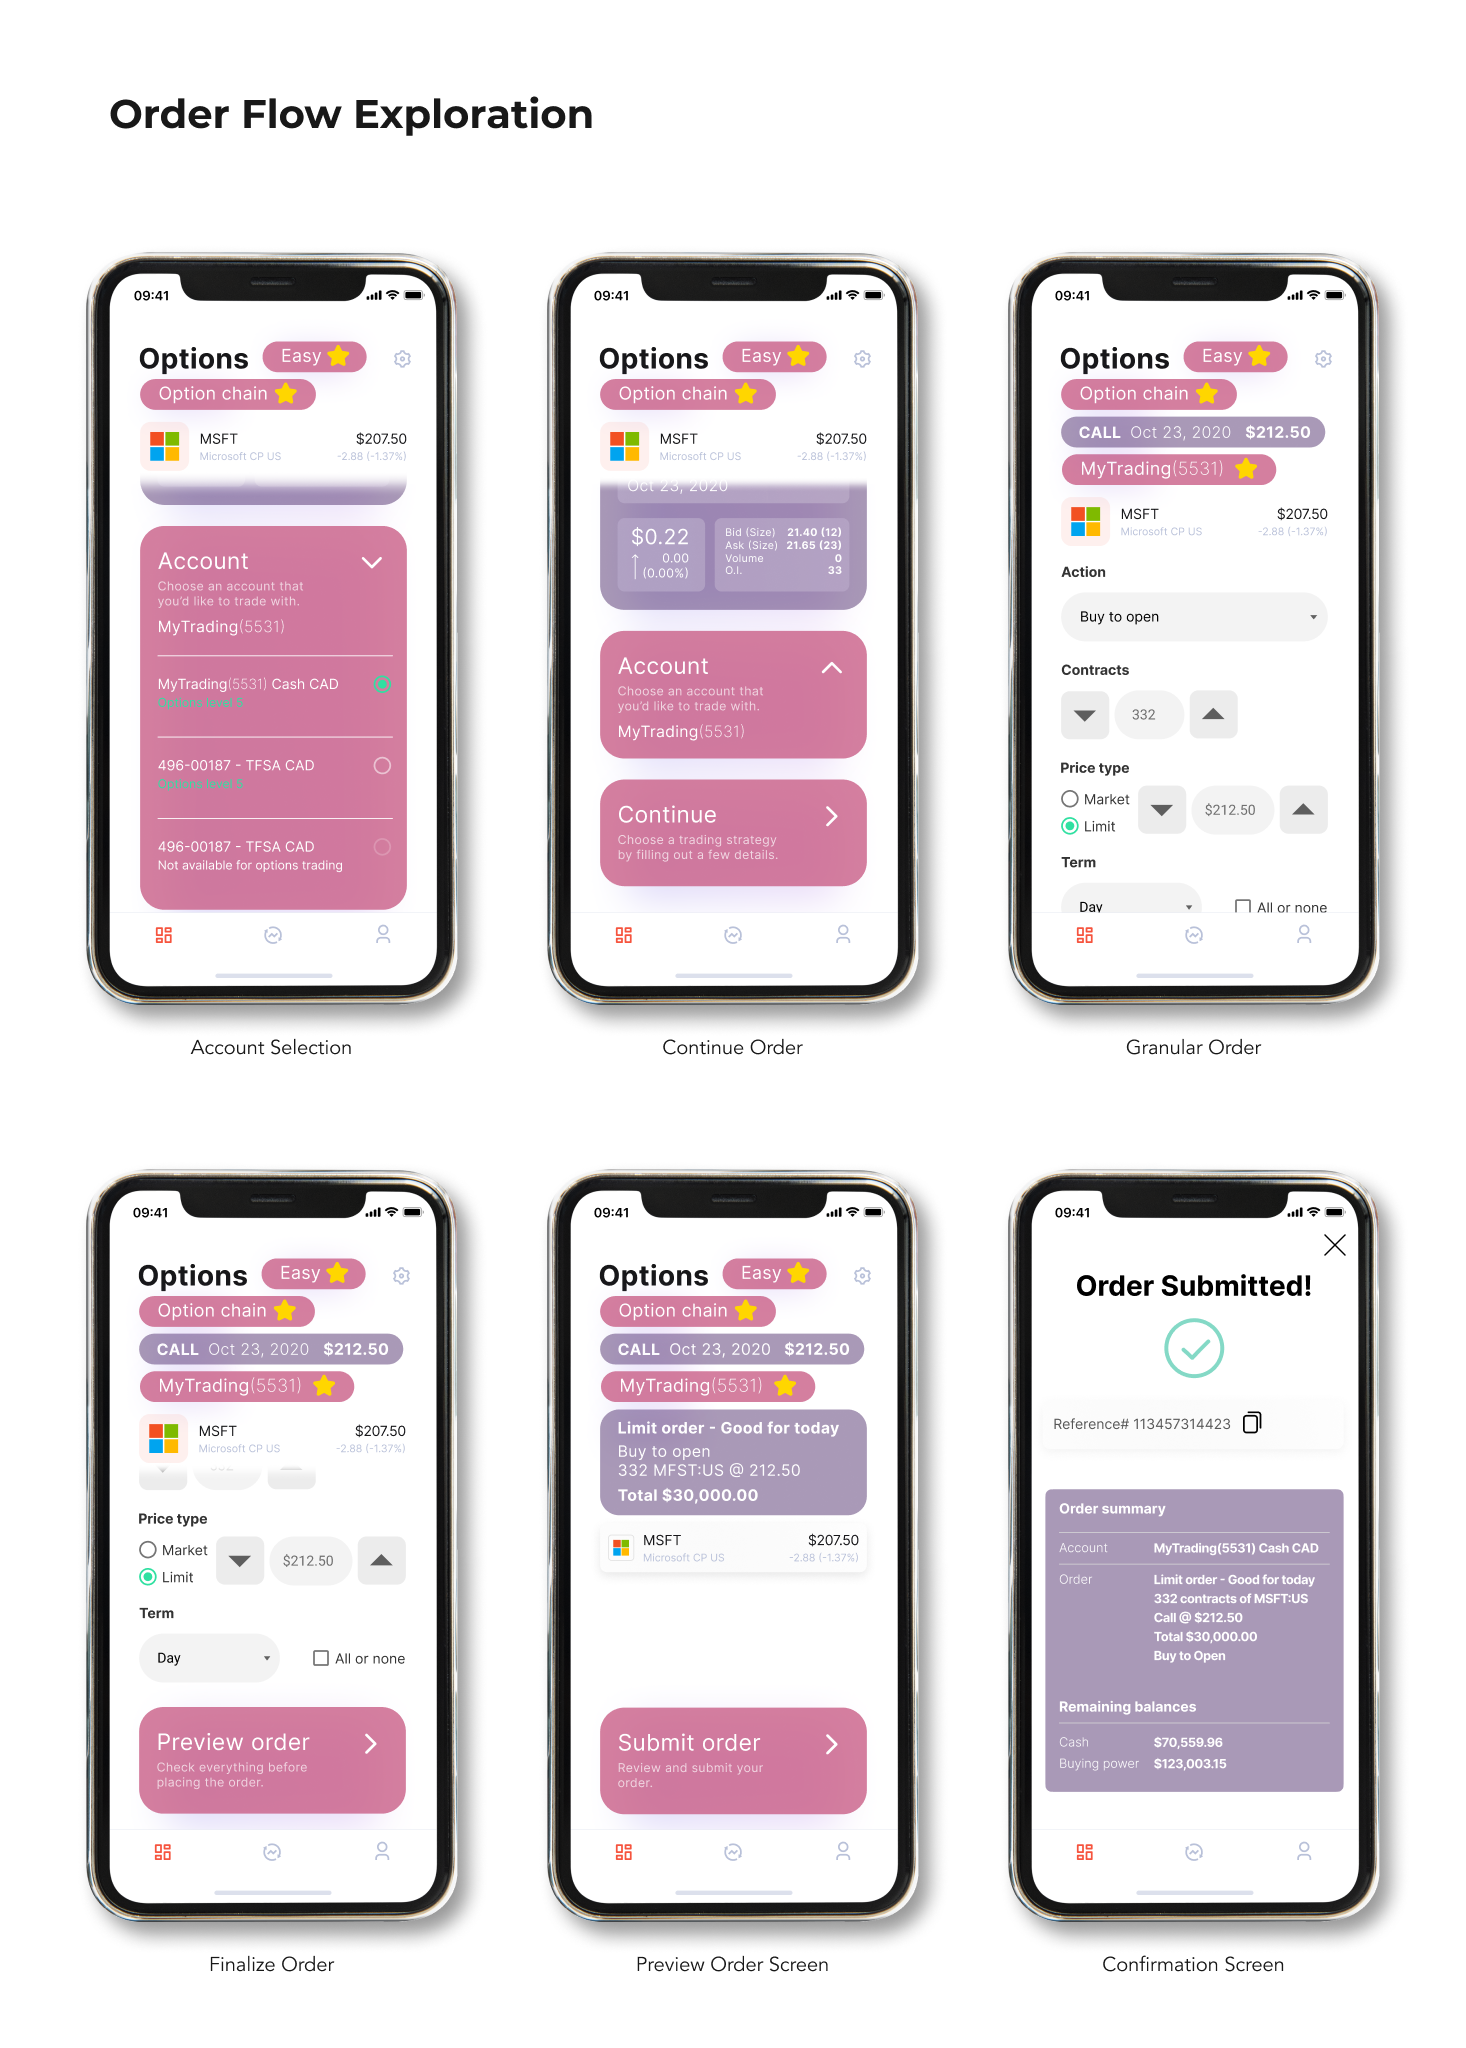 Order Flow Exploration
09:41
Options Easy
Option chain
MSFT $207.50
Microsoft CP US -2.88 (-1.37%)
Account
Choose an account that
you'd like to trade with.
MyTrading(5531)
MyTrading(5531) Cash CAD
Options level 5
496-00187 - TFSA CAD
Options level 5
496-00187 - TFSA CAD
Not available for options trading
Account Selection
09:41
Options Easy
Option chain
MSFT $207.50
Microsoft CP US -2.88 (-1.37%)
Oct 23, 2020
$0.22
0.00
(0.00%)
Bid (Size) 21.40 (12)
Ask (Size) 21.65 (23)
Volume 0
O.I. 33
Account
Choose an account that
you'd like to trade with.
MyTrading(5531)
Continue
Choose a trading strategy
by filling out a few details.
Continue Order
09:41
Options Easy
Option chain
CALL Oct 23, 2020 $212.50
MyTrading(5531)
MSFT $207.50
Microsoft CP US -2.88 (-1.37%)
Action
Buy to open
Contracts
332
Price type
Market
$212.50
Limit
Term
Day All or none
Granular Order
09:41
Options Easy
Option chain
CALL Oct 23, 2020 $212.50
MyTrading(5531)
MSFT $207.50
Microsoft CP US -2.88 (-1.37%)
332
Price type
Market
$212.50
Limit
Term
Day All or none
Preview order
Check everything before
placing the order.
Finalize Order
09:41
Options Easy
Option chain
CALL Oct 23, 2020 $212.50
MyTrading(5531)
Limit order - Good for today
Buy to open
332 MFST:US @ 212.50
Total $30,000.00
MSFT $207.50
Microsoft CP US -2.88 (-1.37%)
Submit order
Review and submit your
order.
Preview Order Screen
09:41
Order Submitted!
Reference# 113457314423
Order summary
Account MyTrading(5531) Cash CAD
Order Limit order - Good for today
332 contracts of MSFT:US
Call @ $212.50
Total $30,000.00
Buy to Open
Remaining balances
Cash $70,559.96
Buying power $123,003.15
Confirmation Screen